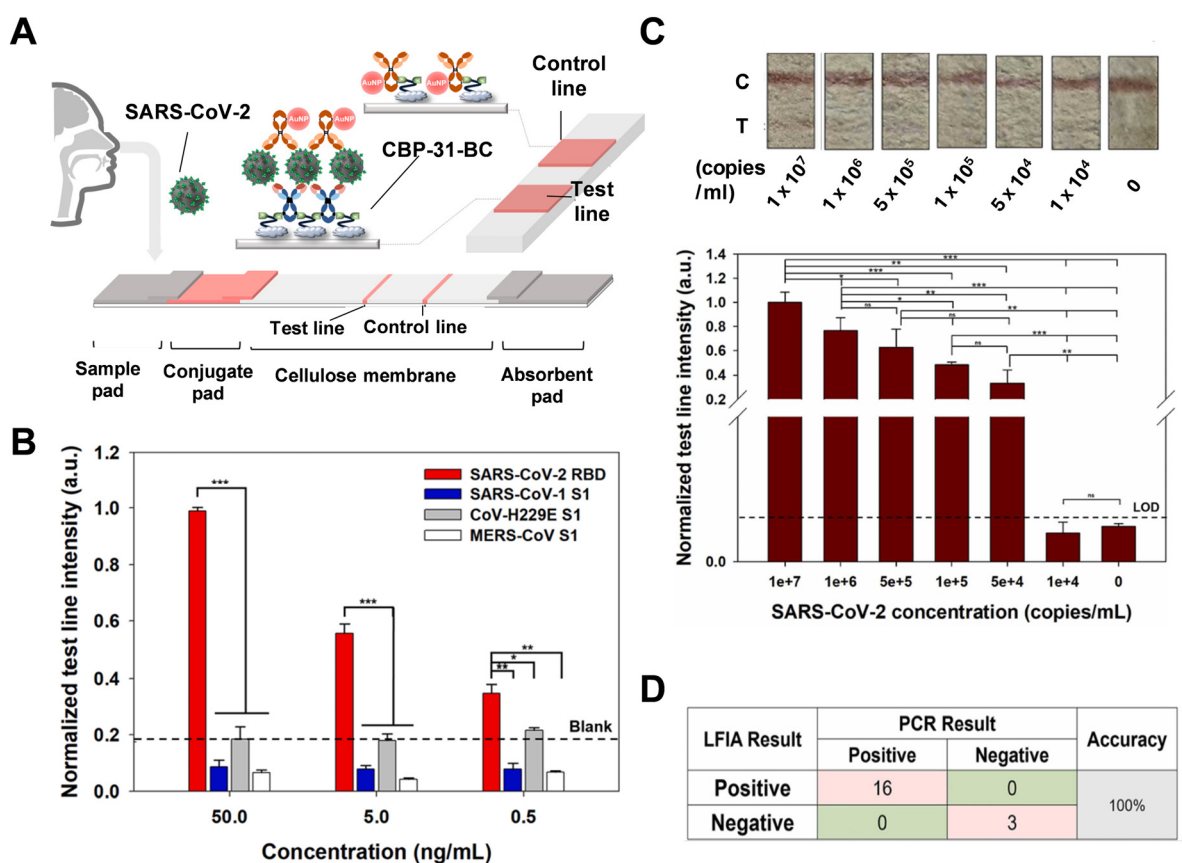 A
SARS-CoV-2
AuNP
AuNP
AuNP
AuNP
CBP-31-BC
Control
line
Test
line
Test line
Control line
Sample
pad
Conjugate
pad
Cellulose membrane
Absorbent
pad
B
Normalized test line intensity (a.u.)
1.2
1.0
0.8
0.6
0.4
0.2
0.0
SARS-CoV-2 RBD
SARS-CoV-1 S1
CoV-H229E S1
MERS-CoV S1
***
***
**
*
**
Blank
50.0
5.0
0.5
Concentration (ng/mL)
C
C
T
(copies
/ml)
1 x 10⁷
1 x 10⁶
5 x 10⁵
1 x 10⁵
5 x 10⁴
1 x 10⁴
0
Normalized test line intensity (a.u.)
1.4
1.2
1.0
0.8
0.6
0.4
0.2
0.0
***
**
***
*
***
**
*
ns
**
ns
***
ns
**
ns
LOD
1e+7
1e+6
5e+5
1e+5
5e+4
1e+4
0
SARS-CoV-2 concentration (copies/mL)
D
LFIA Result
PCR Result
Accuracy
Positive
Negative
Positive
16
0
100%
Negative
0
3